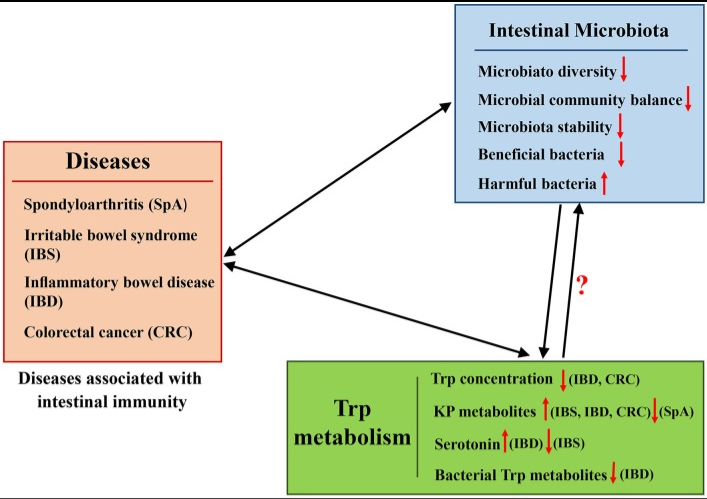 Intestinal Microbiota
Microbiato diversity↓
Microbial community balance↓
Microbiota stability↓
Beneficial bacteria ↓
Harmful bacteria↑
Diseases
Spondyloarthritis (SpA)
Irritable bowel syndrome
(IBS)
Inflammatory bowel disease
(IBD)
Colorectal cancer (CRC)
Diseases associated with
intestinal immunity
?
Trp
metabolism
Trp concentration ↓(IBD, CRC)
KP metabolites ↑(IBS, IBD, CRC)↓(SpA)
Serotonin↑(IBD)↓(IBS)
Bacterial Trp metabolites↓(IBD)